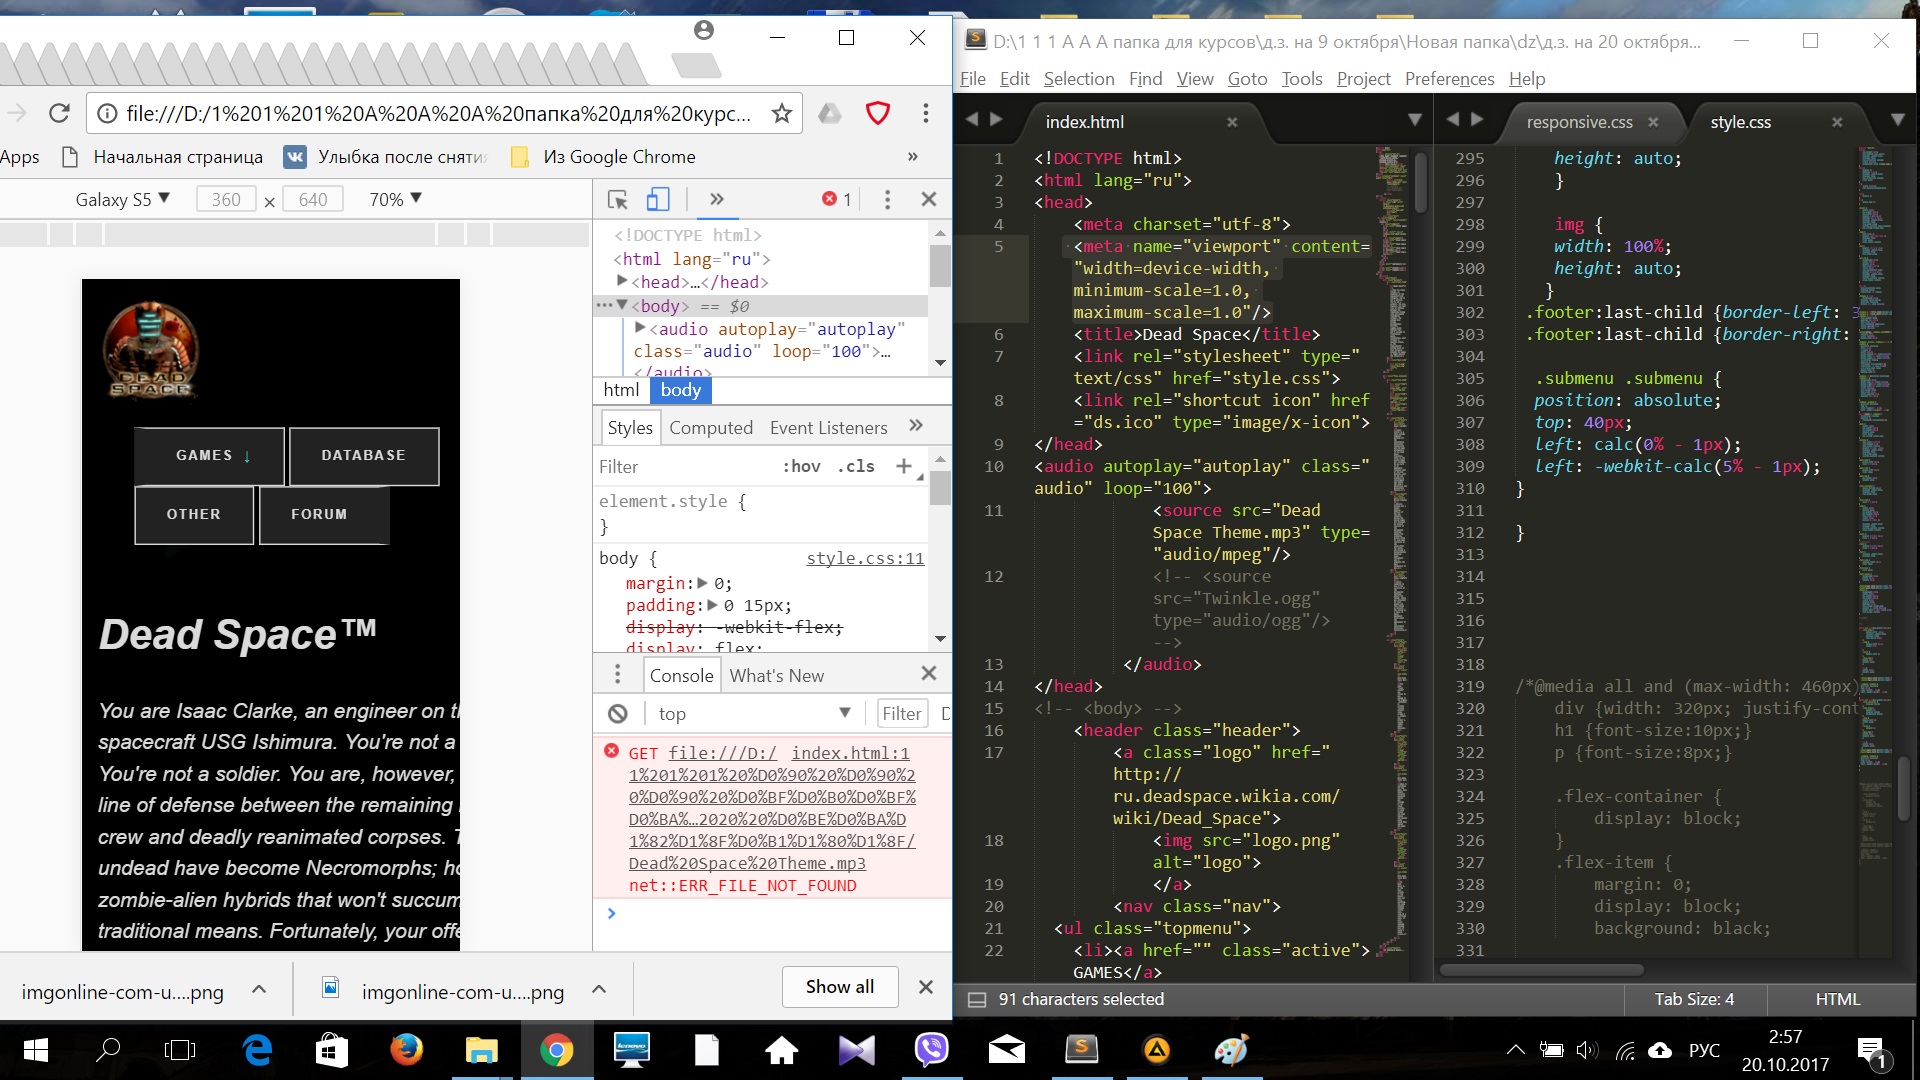 file:///D:/1%201%201%20A%20A%20A%20папка%20для%20курс...
Apps
Начальная страница
Улыбка после
Из Google Chrome
»
Galaxy S5 ▼
360 × 640
70% ▼
DEAD
SPACE
GAMES ↓
DATABASE
OTHER
FORUM
Dead Space™
You are Isaac Clarke, an engineer on
spacecraft USG Ishimura. You're not a
You're not a soldier. You are, however,
line of defense between the remaining
crew and deadly reanimated corpses.
undead have become Necromorphs;
zombie-alien hybrids that won't
traditional means. Fortunately, your
» 1
<!DOCTYPE html>
<html lang="ru">
▶<head>…</head>
…▼<body> == $0
▶<audio autoplay="autoplay"
class="audio" loop="100">…
</audio>
html body
Styles Computed Event Listeners »
Filter :hov .cls +
element.style {
}
body { style.css:11
margin:▶ 0;
padding:▶ 0 15px;
display: -webkit-flex;
display: flex;
Console What's New
top ▼ Filter D
GET file:///D:/ index.html:11
1%201%201%20%D0%90%20%D0%90%2
0%D0%90%20%D0%BF%D0%B0%D0%BF%
D0%BA%…2020%20%D0%BE%D0%BA%D
1%82%D1%8F%D0%B1%D1%80%D1%8F/
Dead%20Space%20Theme.mp3
net::ERR_FILE_NOT_FOUND
>
imgonline-com-u....png
imgonline-com-u....png
Show all
D:\1 1 1 А А А папка для курсов\д.з. на 9 октября\Новая папка\dz\д.з. на 20 октября...
File Edit Selection Find View Goto Tools Project Preferences Help
index.html
1 <!DOCTYPE html>
2 <html lang="ru">
3 <head>
4 <meta charset="utf-8">
5 <meta name="viewport" content=
"width=device-width,
minimum-scale=1.0,
maximum-scale=1.0"/>
6 <title>Dead Space</title>
7 <link rel="stylesheet" type="
text/css" href="style.css">
8 <link rel="shortcut icon" href
="ds.ico" type="image/x-icon">
9 </head>
10 <audio autoplay="autoplay" class="
audio" loop="100">
11 <source src="Dead
Space Theme.mp3" type=
"audio/mpeg"/>
12 <!-- <source
src="Twinkle.ogg"
type="audio/ogg"/>
-->
13 </audio>
14 </head>
15 <!-- <body> -->
16 <header class="header">
17 <a class="logo" href="
http://
ru.deadspace.wikia.com/
wiki/Dead_Space">
18 <img src="logo.png"
alt="logo">
19 </a>
20 <nav class="nav">
21 <ul class="topmenu">
22 <li><a href="" class="active">
GAMES</a>
responsive.css
style.css
295 height: auto;
296 }
297
298 img {
299 width: 100%;
300 height: auto;
301 }
302 .footer:last-child {border-left: 3
303 .footer:last-child {border-right:
304
305 .submenu .submenu {
306 position: absolute;
307 top: 40px;
308 left: calc(0% - 1px);
309 left: -webkit-calc(5% - 1px);
310 }
311
312 }
313
314
315
316
317
318
319 /*@media all and (max-width: 460px)
320 div {width: 320px; justify-cont
321 h1 {font-size:10px;}
322 p {font-size:8px;}
323
324 .flex-container {
325 display: block;
326 }
327 .flex-item {
328 margin: 0;
329 display: block;
330 background: black;
331
91 characters selected
Tab Size: 4
HTML
lenovo
РУС
2:57
20.10.2017
1